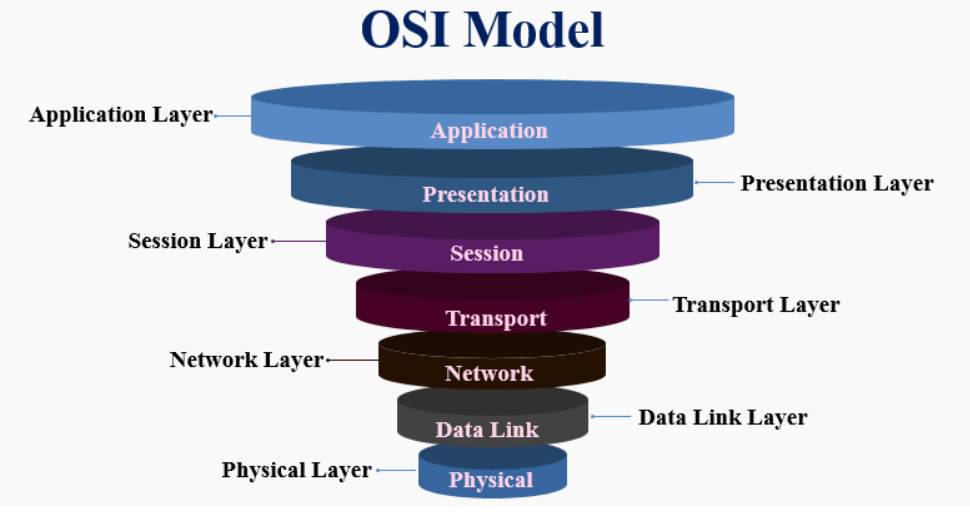 OSI Model
Application Layer
Application
Presentation
Presentation Layer
Session Layer
Session
Transport
Transport Layer
Network Layer
Network
Data Link
Data Link Layer
Physical Layer
Physical